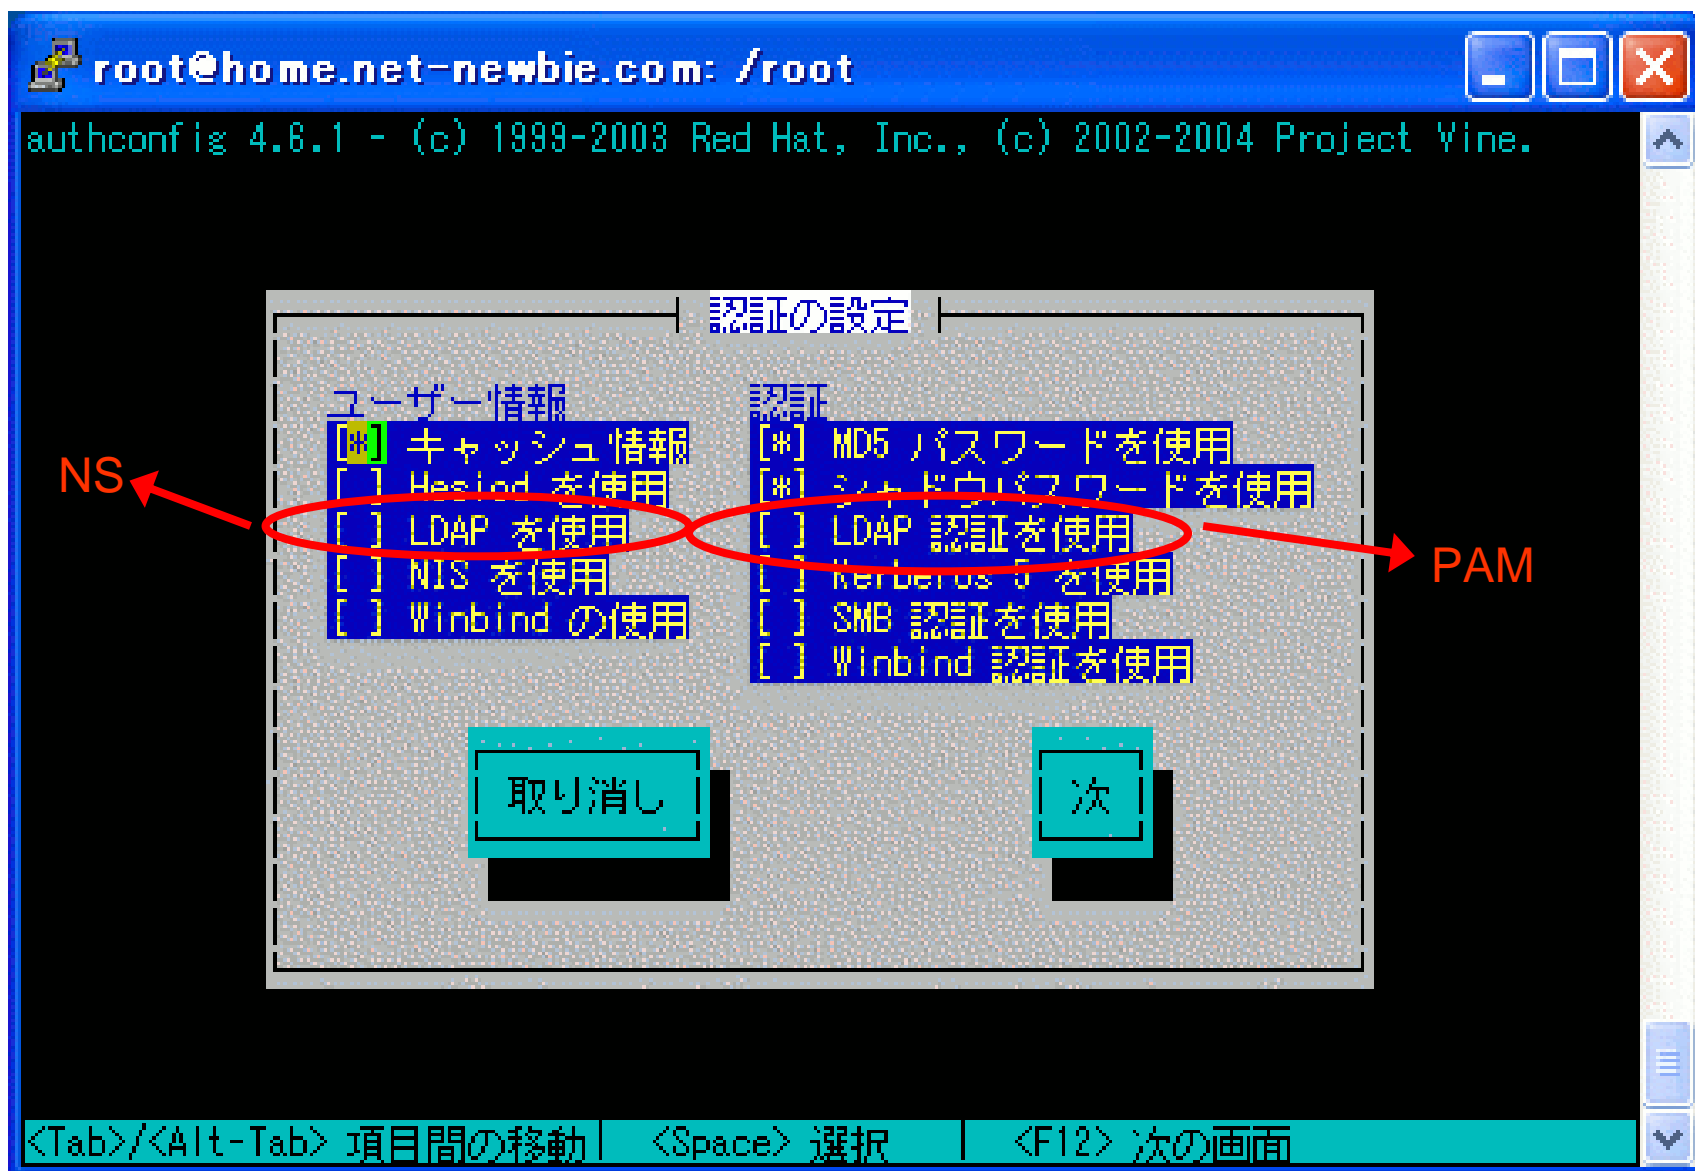 root@home.net-newbie.com: /root
authconfig 4.6.1 - (c) 1999-2003 Red Hat, Inc., (c) 2002-2004 Project Vine.
認証の設定
ユーザー情報
[*] キャッシュ情報
[ ] Hesiod を使用
[ ] LDAP を使用
[ ] NIS を使用
[ ] Winbind の使用
認証
[*] MD5 パスワードを使用
[*] シャドウパスワードを使用
[ ] LDAP 認証を使用
[ ] Kerberos 5 を使用
[ ] SMB 認証を使用
[ ] Winbind 認証を使用
NS
PAM
取り消し
次
<Tab>/<Alt-Tab> 項目間の移動| <Space> 選択 | <F12> 次の画面